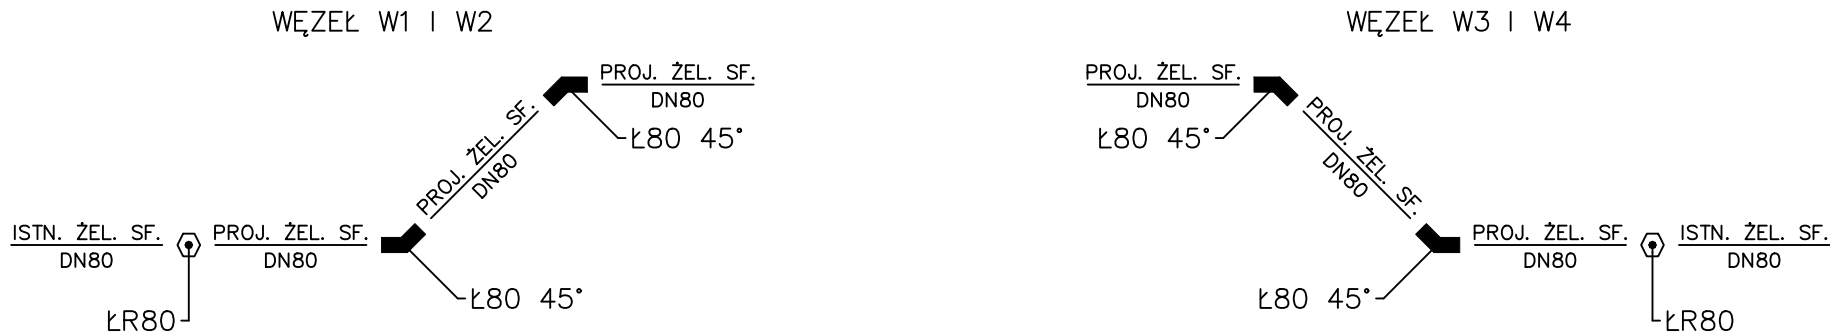 WĘZEŁ W1 I W2
PROJ. ŻEL. SF.
DN80
Ł80 45°
PROJ. ŻEL. SF.
DN80
ISTN. ŻEL. SF.
DN80
PROJ. ŻEL. SF.
DN80
Ł80 45°
ŁR80
WĘZEŁ W3 I W4
PROJ. ŻEL. SF.
DN80
Ł80 45°
PROJ. ŻEL. SF.
DN80
PROJ. ŻEL. SF.
DN80
ISTN. ŻEL. SF.
DN80
Ł80 45°
ŁR80